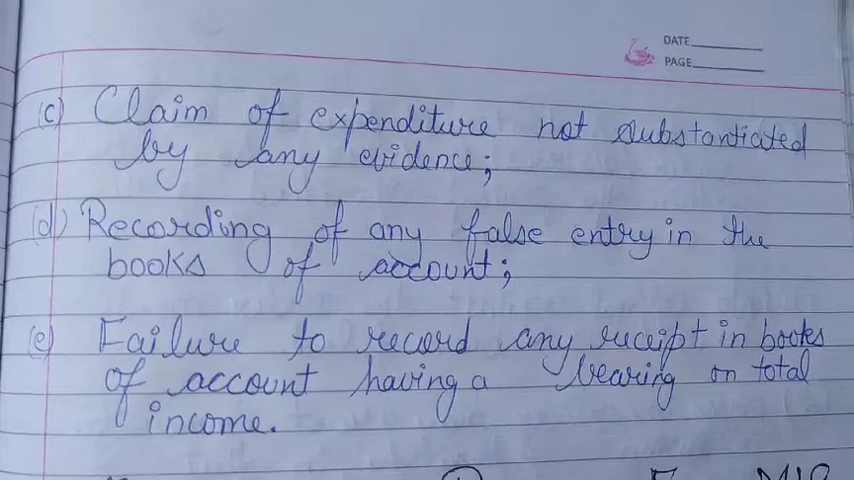 DATE
PAGE
(c) Claim of expenditure not substantiated
by any evidence;
(d) Recording of any false entry in the
books of account;
(e) Failure to record any receipt in books
of account having a bearing on total
income.